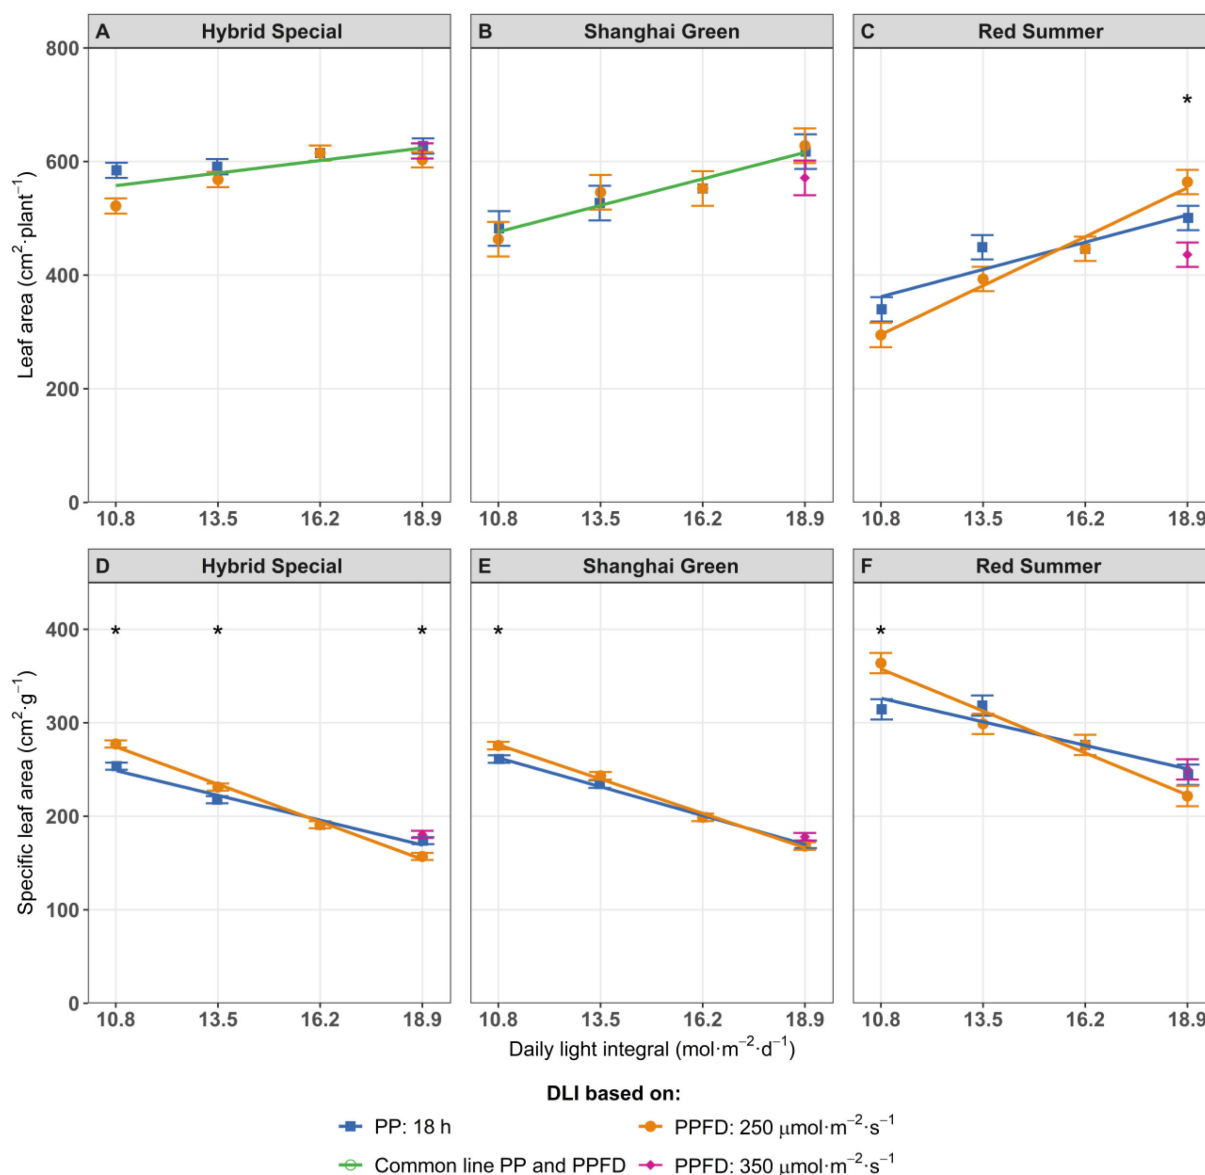 A Hybrid Special
B Shanghai Green
C Red Summer
Leaf area (cm²·plant⁻¹)
800
600
400
200
0
*
10.8 13.5 16.2 18.9
10.8 13.5 16.2 18.9
10.8 13.5 16.2 18.9
D Hybrid Special
E Shanghai Green
F Red Summer
Specific leaf area (cm²·g⁻¹)
400
300
200
100
0
* * *
*
*
10.8 13.5 16.2 18.9
10.8 13.5 16.2 18.9
10.8 13.5 16.2 18.9
Daily light integral (mol·m⁻²·d⁻¹)
DLI based on:
PP: 18 h
PPFD: 250 μmol·m⁻²·s⁻¹
Common line PP and PPFD
PPFD: 350 μmol·m⁻²·s⁻¹